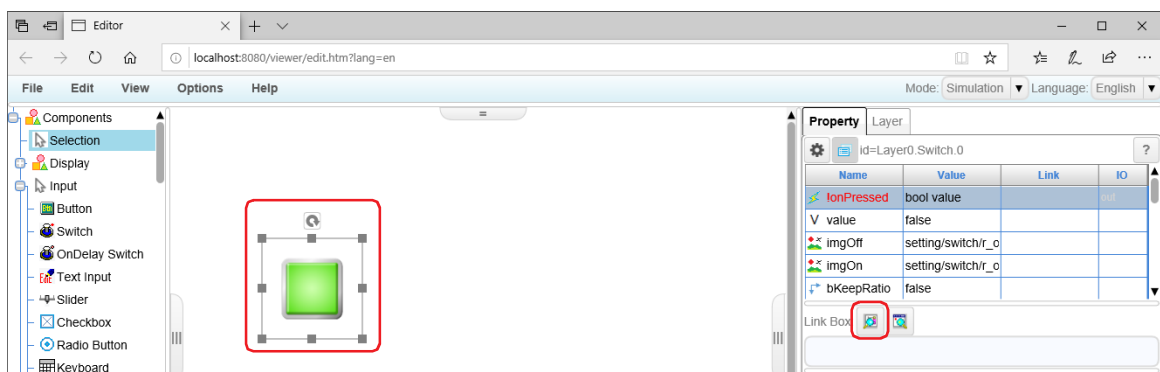 Editor
localhost:8080/viewer/edit.htm?lang=en
File Edit View Options Help Mode: Simulation Language: English
Components
Selection
Display
Input
Button
Switch
OnDelay Switch
Text Input
Slider
Checkbox
Radio Button
Keyboard
=
Property Layer
id=Layer0.Switch.0 ?
Name Value Link IO
!onPressed bool value out
V value false
imgOff setting/switch/r_o
imgOn setting/switch/r_o
bKeepRatio false
Link Box